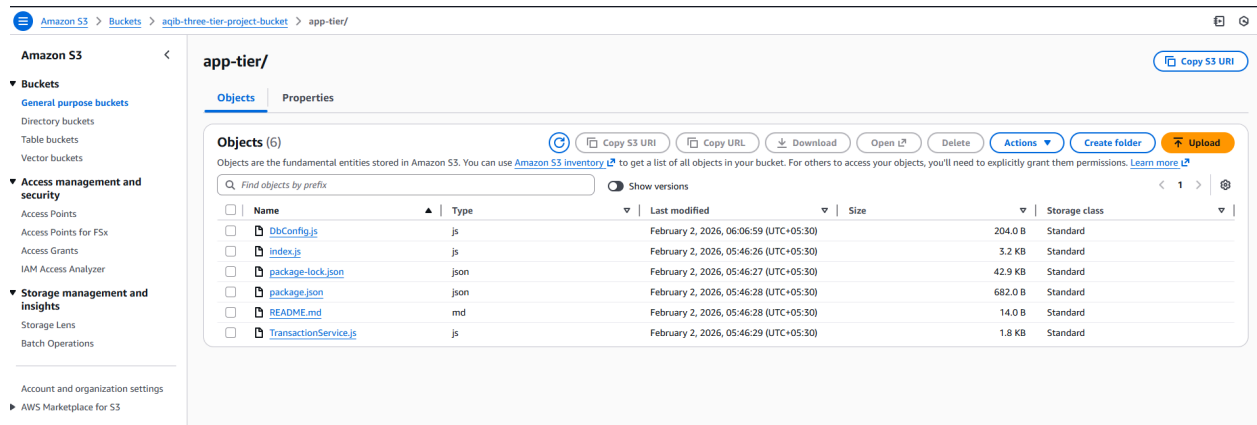 Amazon S3 > Buckets > aqib-three-tier-project-bucket > app-tier/
Amazon S3
Buckets
General purpose buckets
Directory buckets
Table buckets
Vector buckets
Access management and
security
Access Points
Access Points for FSx
Access Grants
IAM Access Analyzer
Storage management and
insights
Storage Lens
Batch Operations
Account and organization settings
AWS Marketplace for S3
app-tier/
Copy S3 URI
Objects Properties
Objects (6)
Copy S3 URI Copy URL Download Open Delete Actions Create folder Upload
Objects are the fundamental entities stored in Amazon S3. You can use Amazon S3 inventory to get a list of all objects in your bucket. For others to access your objects, you'll need to explicitly grant them permissions. Learn more
Find objects by prefix Show versions < 1 >
Name Type Last modified Size Storage class
DbConfig.js js February 2, 2026, 06:06:59 (UTC+05:30) 204.0 B Standard
index.js js February 2, 2026, 05:46:26 (UTC+05:30) 3.2 KB Standard
package-lock.json json February 2, 2026, 05:46:27 (UTC+05:30) 42.9 KB Standard
package.json json February 2, 2026, 05:46:28 (UTC+05:30) 682.0 B Standard
README.md md February 2, 2026, 05:46:28 (UTC+05:30) 14.0 B Standard
TransactionService.js js February 2, 2026, 05:46:29 (UTC+05:30) 1.8 KB Standard